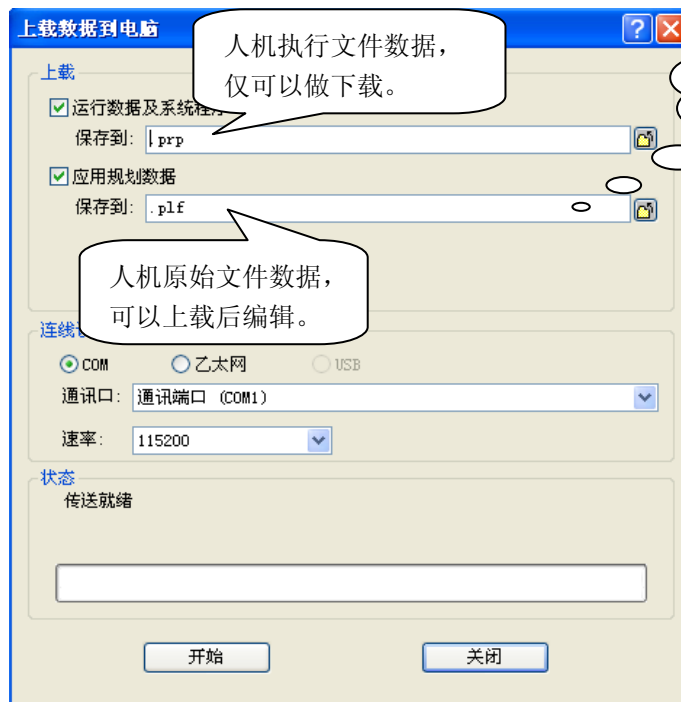 上载数据到电脑
人机执行文件数据，
仅可以做下载。
上载
运行数据及系统程序
保存到: .prp
应用规划数据
保存到: .plf
人机原始文件数据，
可以上载后编辑。
连线
COM 乙太网 USB
通讯口: 通讯端口 (COM1)
速率: 115200
状态
传送就绪
开始 关闭